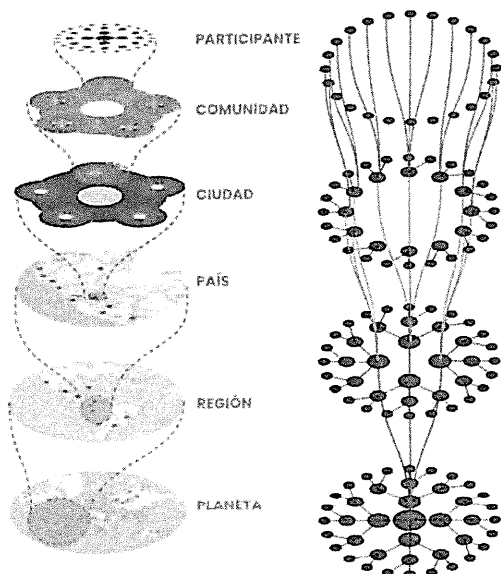 PARTICIPANTE
COMUNIDAD
CIUDAD
PAÍS
REGIÓN
PLANETA